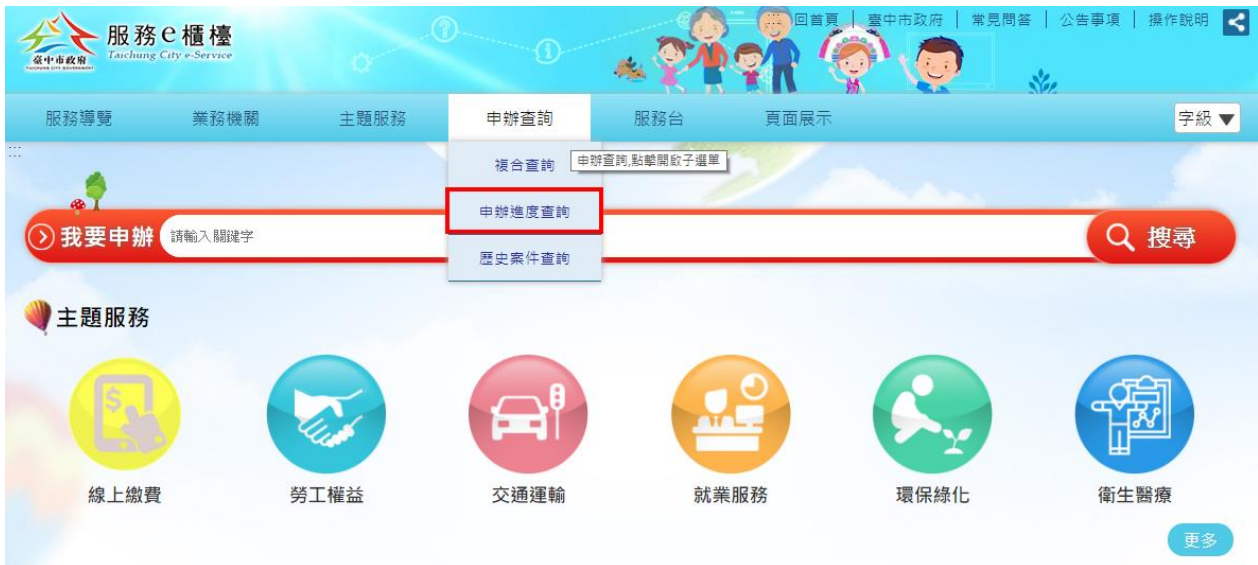 回首頁 | 臺中市政府 | 常見問答 | 公告事項 | 操作說明
服務e櫃檯
Taichung City e-Service
臺中市政府
TAICHUNG CITY GOVERNMENT
服務導覽 業務機關 主題服務 申辦查詢 服務台 頁面展示 字級 ▼
:::
複合查詢
申辦查詢,點擊開啟子選單
申辦進度查詢
我要申辦 請輸入關鍵字 搜尋
歷史案件查詢
主題服務
線上繳費 勞工權益 交通運輸 就業服務 環保綠化 衛生醫療
更多